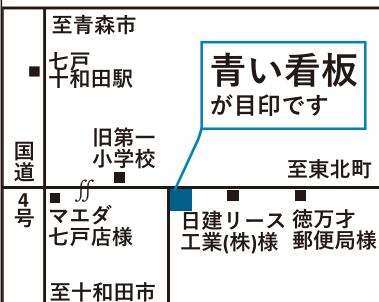 至青森市
七戸
十和田駅
青い看板
が目印です
旧第一
小学校
国道
4号
至東北町
マエダ
七戸店様
日建リース
工業(株)様
徳万才
郵便局様
至十和田市